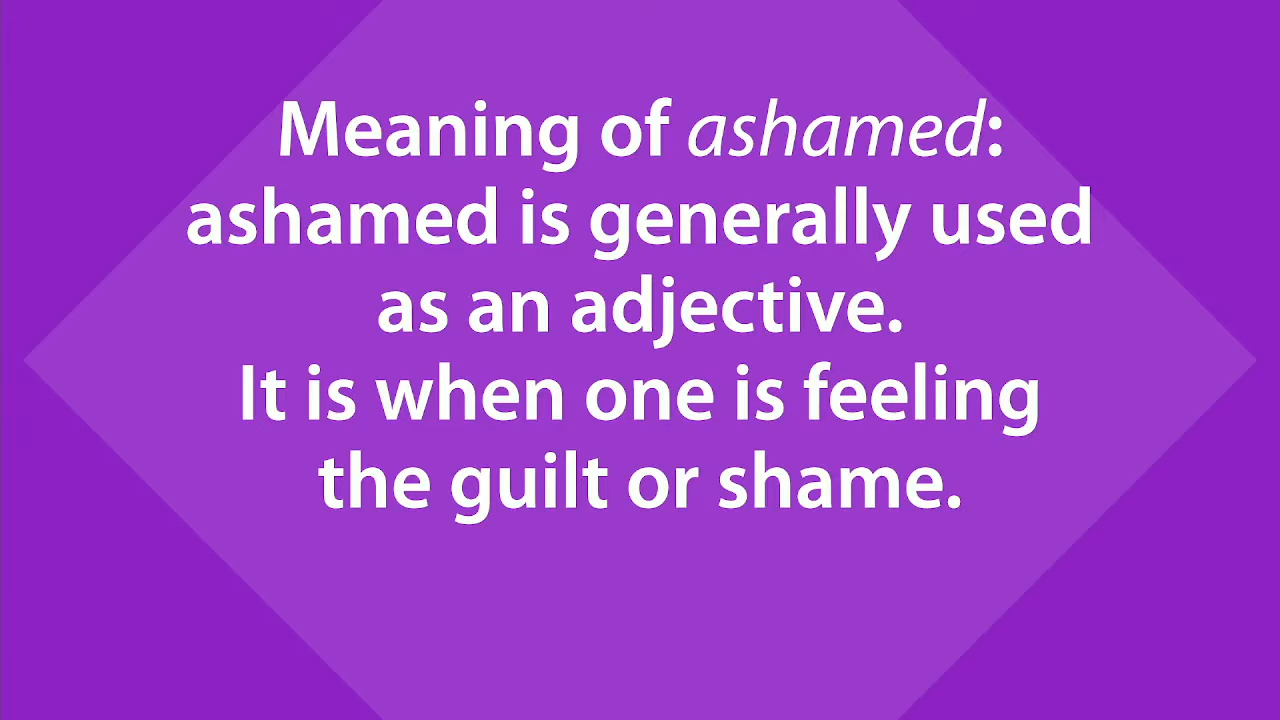 Meaning of ashamed:
ashamed is generally used
as an adjective.
It is when one is feeling
the guilt or shame.